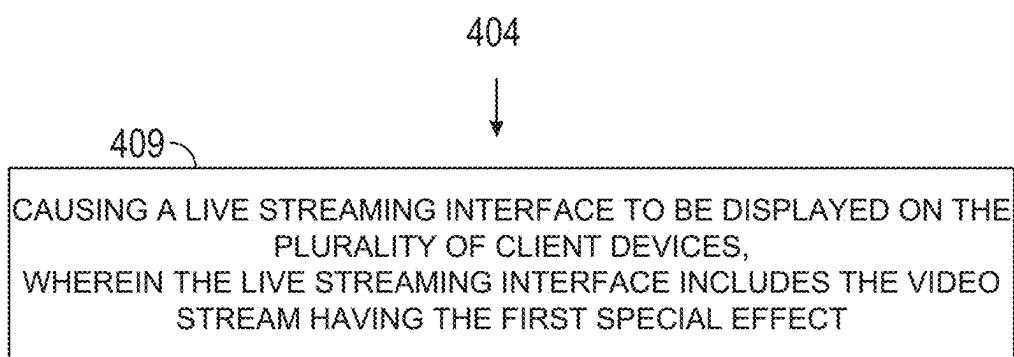 404
409
CAUSING A LIVE STREAMING INTERFACE TO BE DISPLAYED ON THE
PLURALITY OF CLIENT DEVICES,
WHEREIN THE LIVE STREAMING INTERFACE INCLUDES THE VIDEO
STREAM HAVING THE FIRST SPECIAL EFFECT